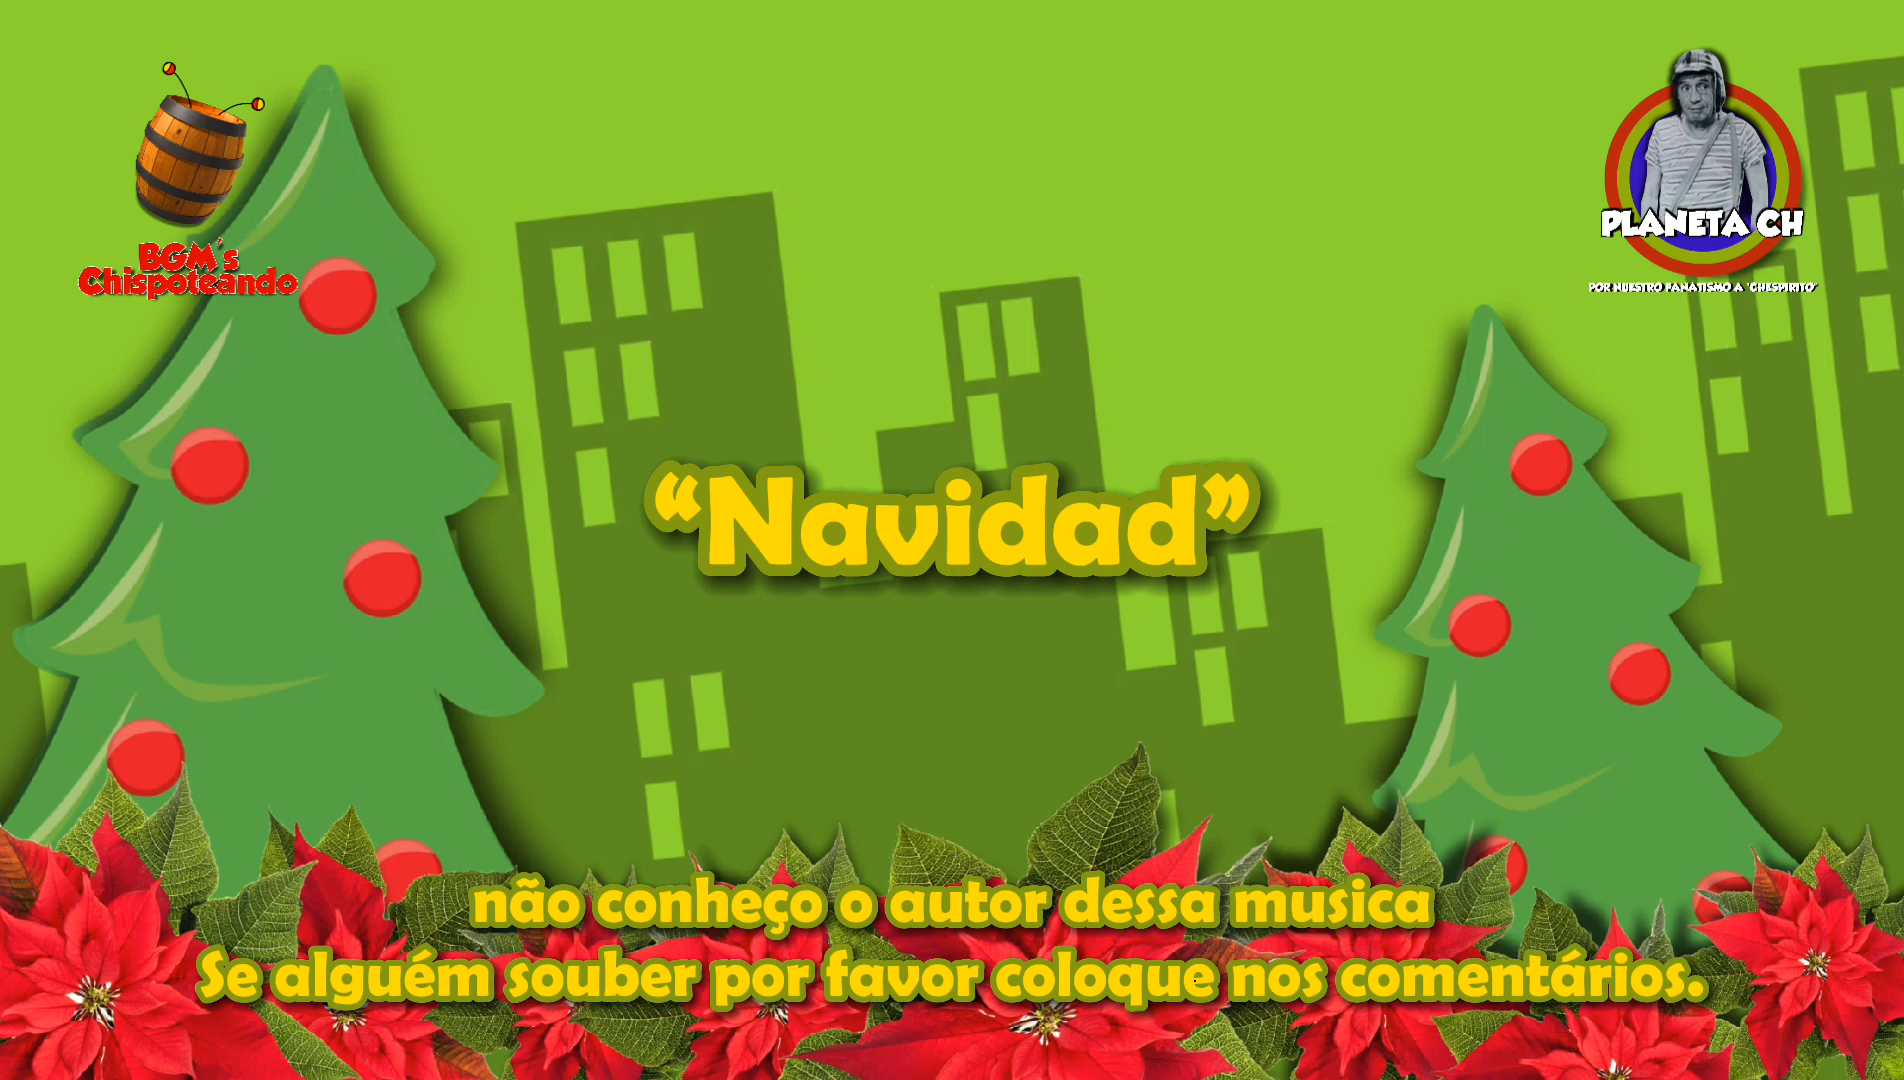 BGM's
Chispoteando
PLANETA CH
POR NUESTRO FANATISMO A 'CHESPIRITO'
“Navidad”
não conheço o autor dessa musica
Se alguém souber por favor coloque nos comentários.